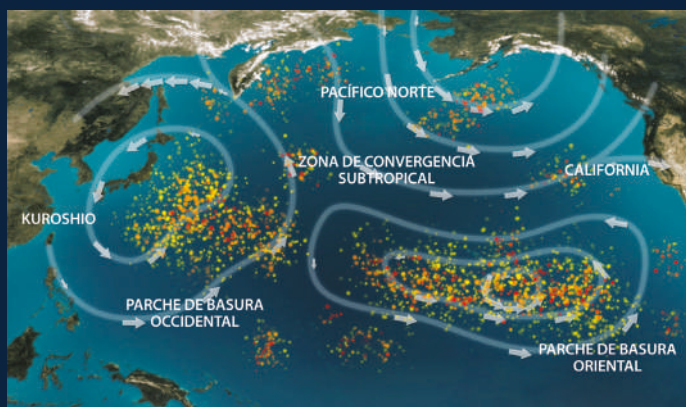 PACÍFICO NORTE
ZONA DE CONVERGENCIA
SUBTROPICAL
CALIFORNIA
KUROSHIO
PARCHE DE BASURA
OCCIDENTAL
PARCHE DE BASURA
ORIENTAL